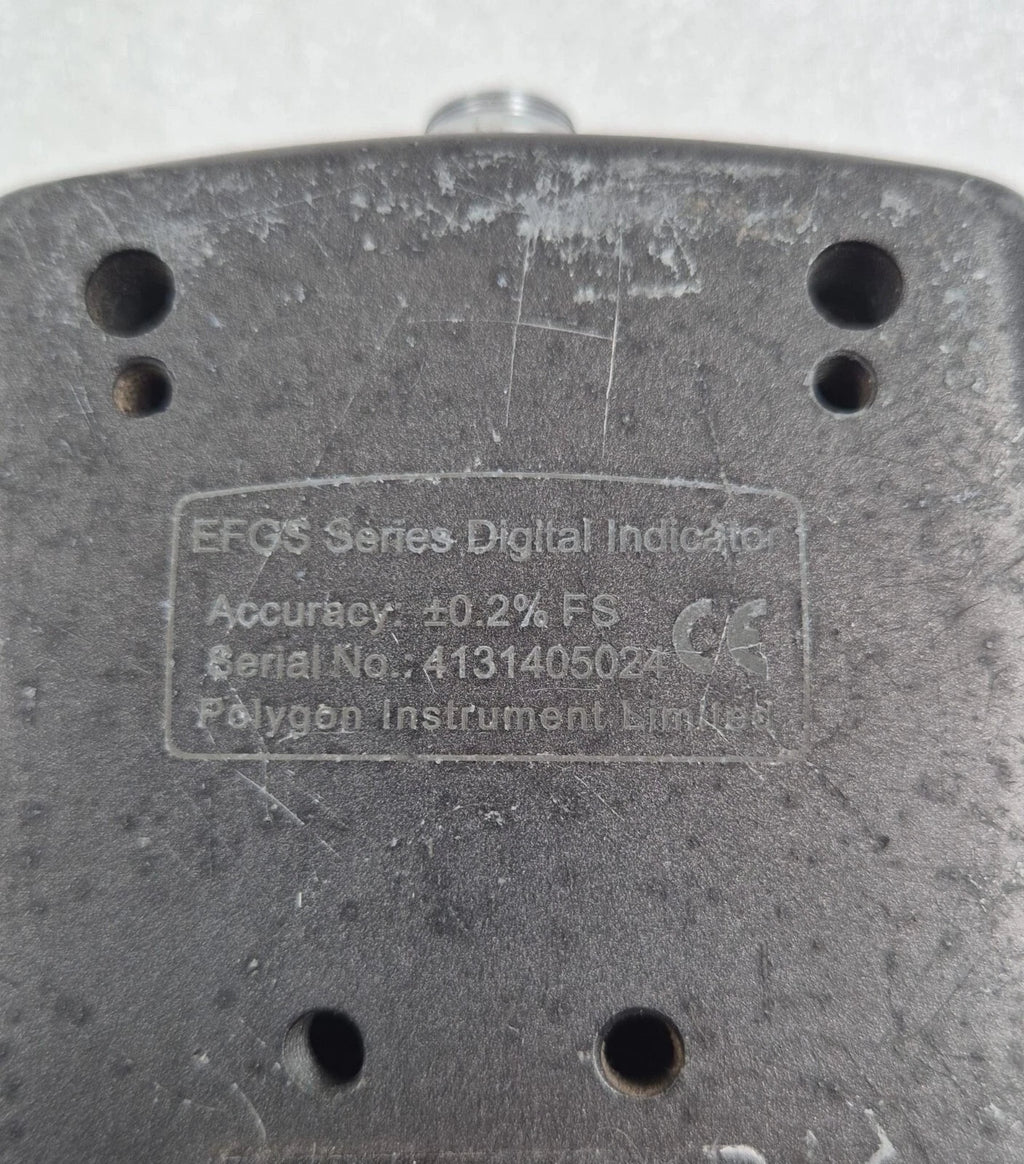 EFGS Series Digital Indicator
Accuracy: ±0.2% FS
Serial No.: 4131405024
CE
Polygon Instrument Limited